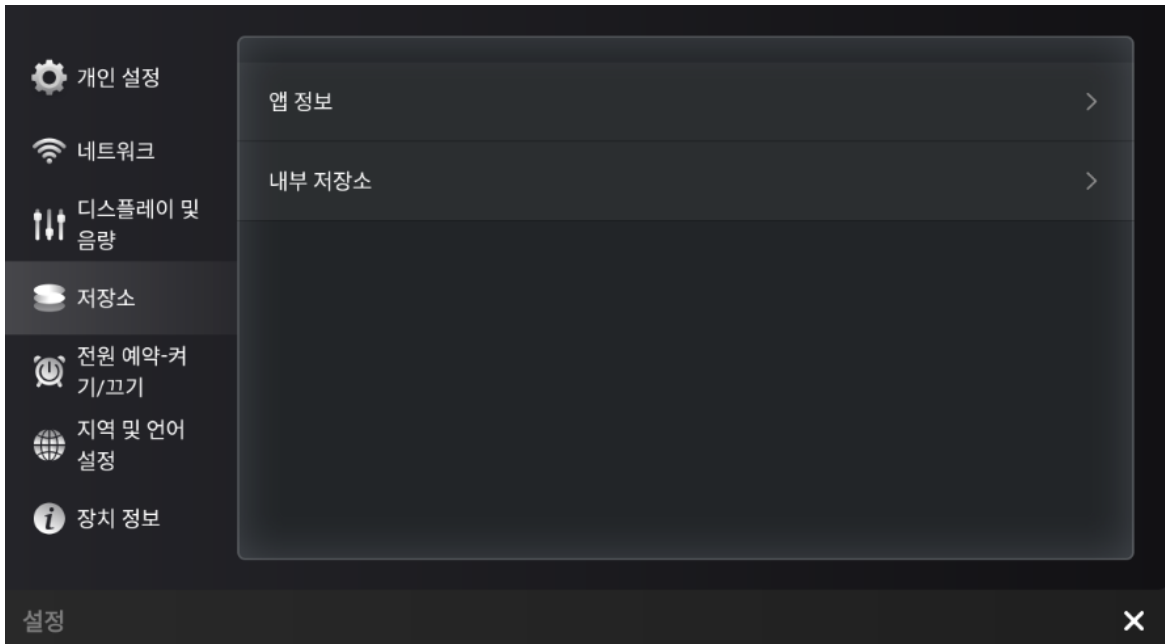 개인 설정
네트워크
디스플레이 및
음량
저장소
전원 예약-켜
기/끄기
지역 및 언어
설정
장치 정보
앱 정보
내부 저장소
설정